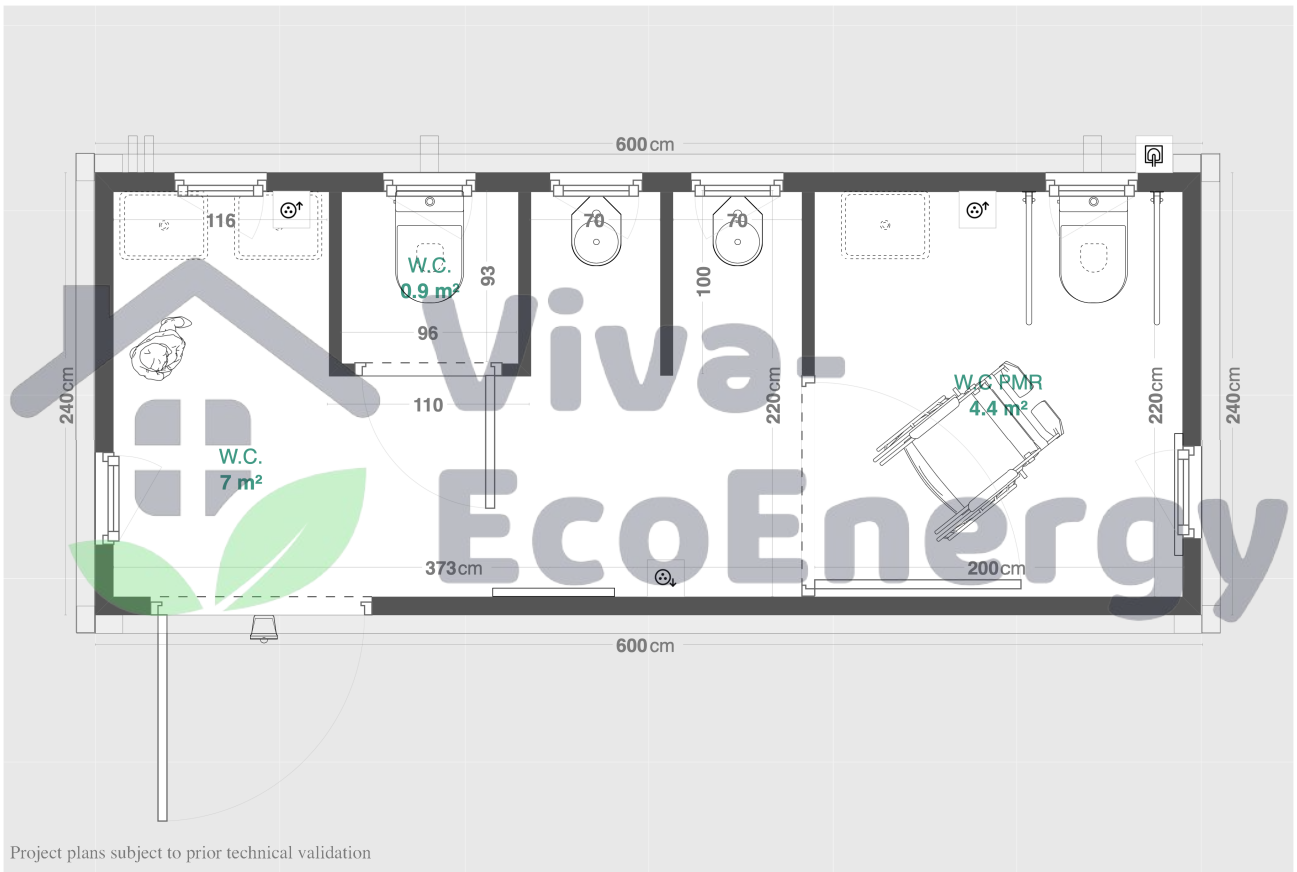 600cm
116
70
70
W.C.
0.9 m²
93
100
96
110
240cm
220cm
W.C PMR
4.4 m²
220cm
240cm
Viva-
EcoEnergy
W.C.
7 m²
373cm
200cm
600cm
Project plans subject to prior technical validation